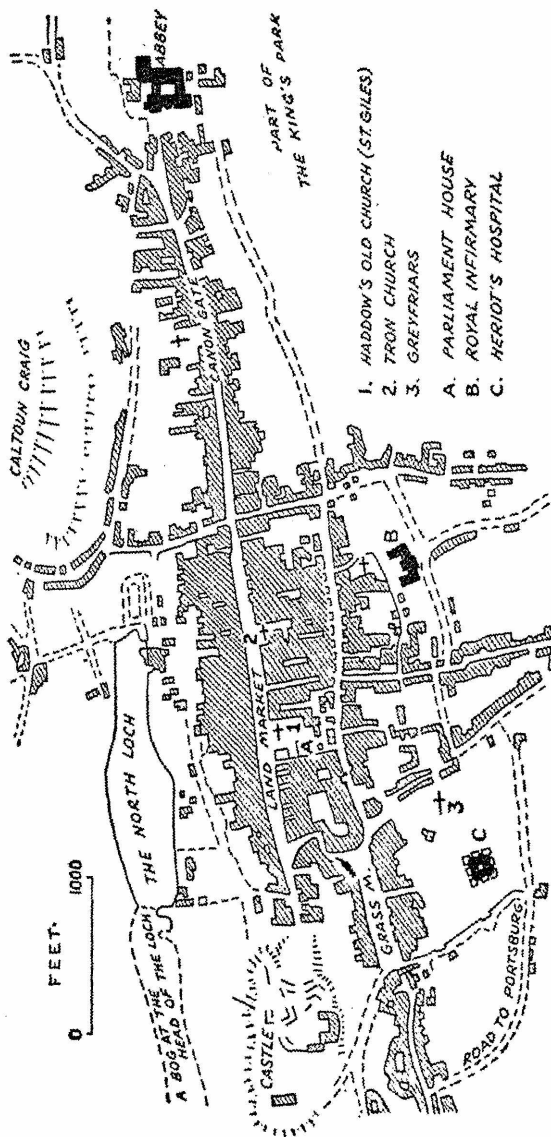 FEET.
0 1000
A BOG AT THE
HEAD OF THE LOCH
THE NORTH LOCH
CALTOUN CRAIG
CASTLE
LAND MARKET
CANON GATE
ABBEY
PART OF
THE KING'S PARK
GRASS M.
ROAD TO PORTSBURG
1
2
3
A
C
1. HADDOW'S OLD CHURCH (ST. GILES)
2. TRON CHURCH
3. GREYFRIARS
A. PARLIAMENT HOUSE
B. ROYAL INFIRMARY
C. HERIOT'S HOSPITAL